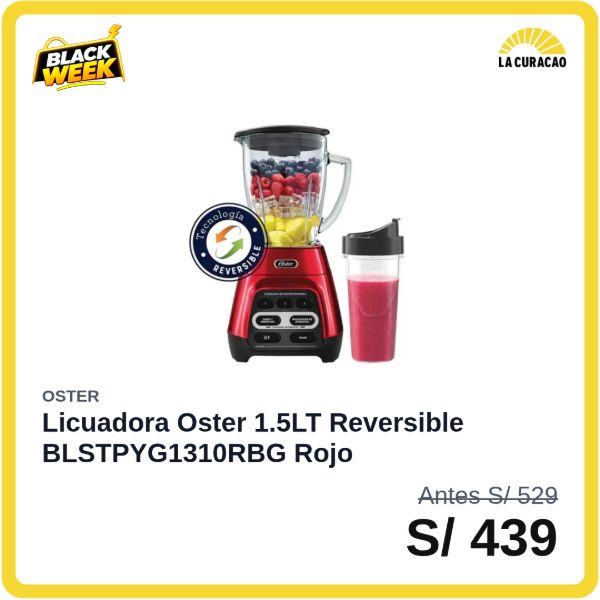 BLACK
WEEK
LA CURACAO
Tecnología
REVERSIBLE
Oster
OSTER
Licuadora Oster 1.5LT Reversible
BLSTPYG1310RBG Rojo
Antes S/ 529
S/ 439